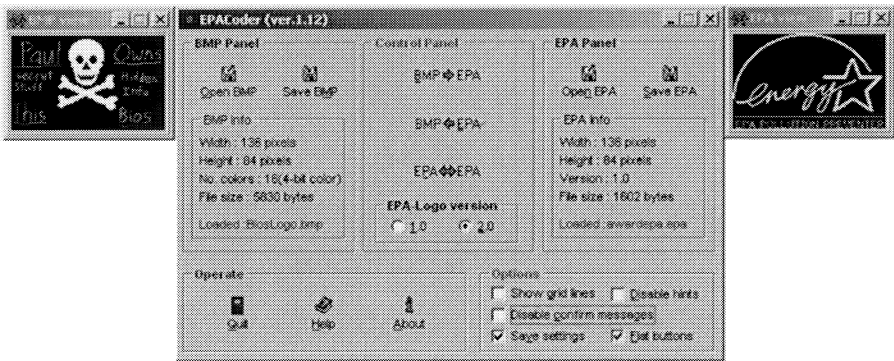 BMP view
Paul Owns
secret Hidden
Stuff Info
This Bios
EPACoder (ver.1.12)
BMP Panel
Open BMP Save BMP
BMP Info
Width : 136 pixels
Height : 84 pixels
No. colors : 16(4-bit color)
File size : 5830 bytes
Loaded :BiosLogo.bmp
Control Panel
BMP EPA
BMP EPA
EPA EPA
EPA-Logo version
1.0 2.0
EPA Panel
Open EPA Save EPA
EPA Info
Width : 136 pixels
Height : 84 pixels
Version : 1.0
File size : 1602 bytes
Loaded :awardepa.epa
Operate
Quit Help About
Options
Show grid lines Disable hints
Disable confirm messages
Save settings Flat buttons
EPA view
energy
EPA POLLUTION PREVENTER